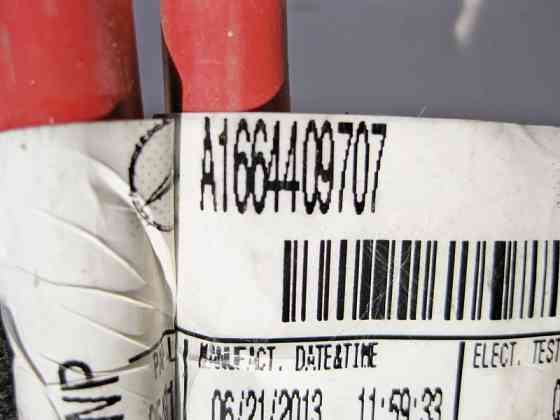 A1664409707
MANUFACT. DATE&TIME
ELECT. TEST
06/21/2013 11:59:33